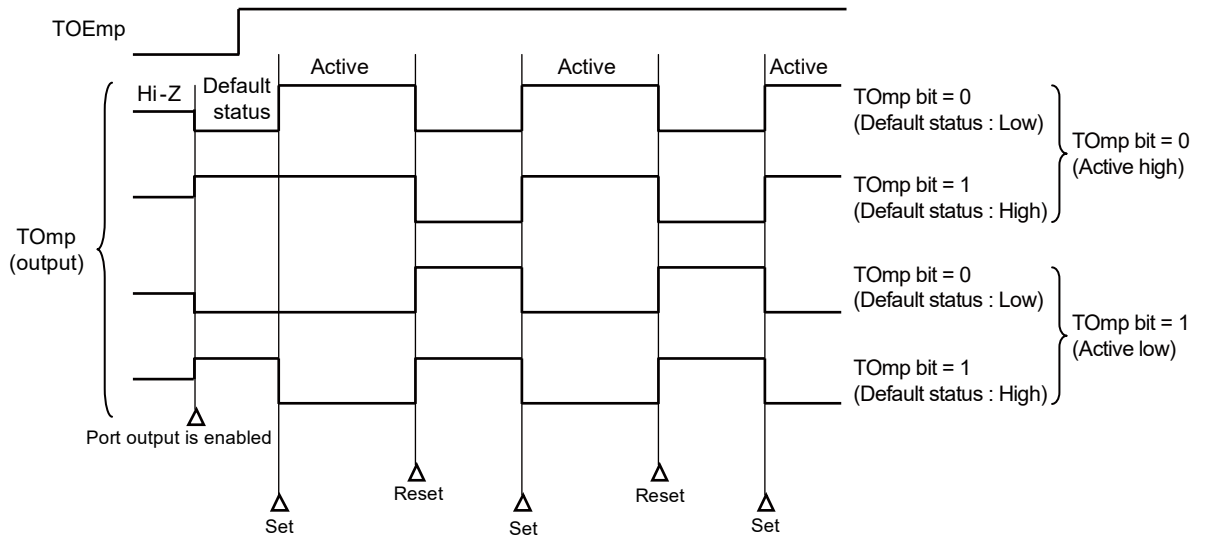 TOEmp
Active
Active
Active
Hi-Z
Default
status
TOmp bit = 0
(Default status : Low)
TOmp bit = 0
(Active high)
TOmp bit = 1
(Default status : High)
TOmp
(output)
TOmp bit = 0
(Default status : Low)
TOmp bit = 1
(Active low)
TOmp bit = 1
(Default status : High)
Port output is enabled
Reset
Reset
Set
Set
Set